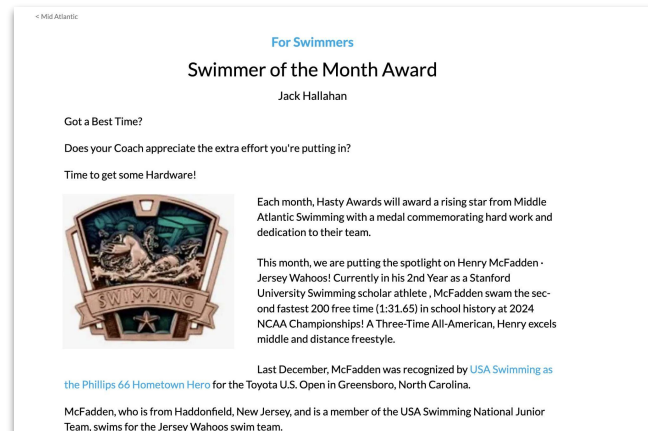 < Mid Atlantic
For Swimmers
Swimmer of the Month Award
Jack Hallahan
Got a Best Time?
Does your Coach appreciate the extra effort you're putting in?
Time to get some Hardware!
SWIMMING
Each month, Hasty Awards will award a rising star from Middle
Atlantic Swimming with a medal commemorating hard work and
dedication to their team.
This month, we are putting the spotlight on Henry McFadden ·
Jersey Wahoos! Currently in his 2nd Year as a Stanford
University Swimming scholar athlete , McFadden swam the sec-
ond fastest 200 free time (1:31.65) in school history at 2024
NCAA Championships! A Three-Time All-American, Henry excels
middle and distance freestyle.
Last December, McFadden was recognized by USA Swimming as
the Phillips 66 Hometown Hero for the Toyota U.S. Open in Greensboro, North Carolina.
McFadden, who is from Haddonfield, New Jersey, and is a member of the USA Swimming National Junior
Team, swims for the Jersey Wahoos swim team.